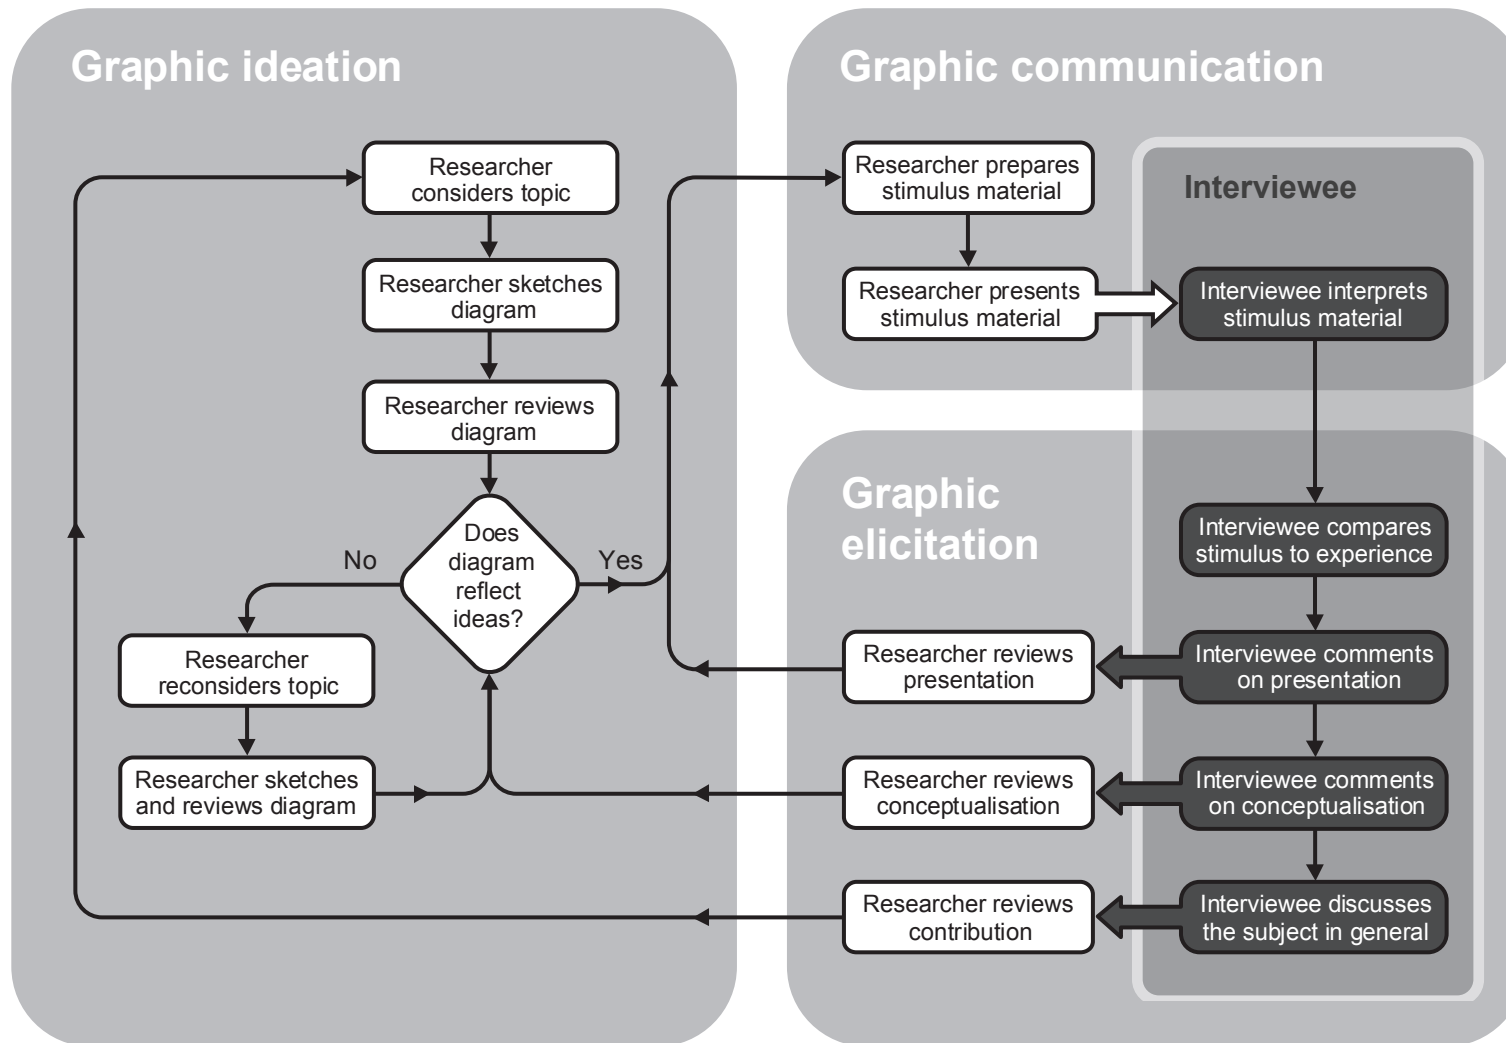 Graphic ideation
Researcher
considers topic
Researcher sketches
diagram
Researcher reviews
diagram
Does
diagram
reflect
ideas?
No
Yes
Researcher
reconsiders topic
Researcher sketches
and reviews diagram
Graphic communication
Researcher prepares
stimulus material
Researcher presents
stimulus material
Interviewee
Interviewee interprets
stimulus material
Graphic
elicitation
Interviewee compares
stimulus to experience
Researcher reviews
presentation
Interviewee comments
on presentation
Researcher reviews
conceptualisation
Interviewee comments
on conceptualisation
Researcher reviews
contribution
Interviewee discusses
the subject in general